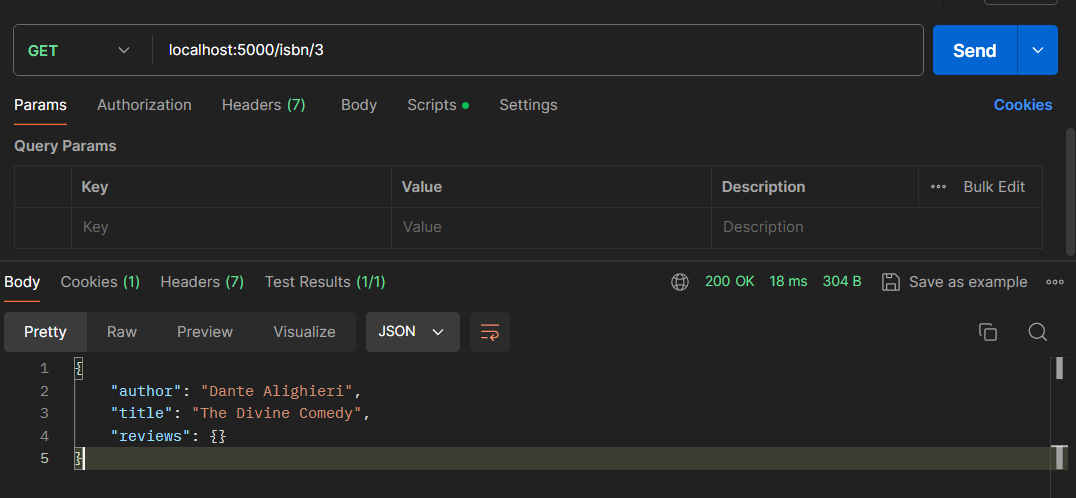 GET localhost:5000/isbn/3 Send
Params Authorization Headers (7) Body Scripts Settings Cookies
Query Params
Key Value Description Bulk Edit
Key Value Description
Body Cookies (1) Headers (7) Test Results (1/1) 200 OK 18 ms 304 B Save as example
Pretty Raw Preview Visualize JSON
1 {
2 "author": "Dante Alighieri",
3 "title": "The Divine Comedy",
4 "reviews": {}
5 }